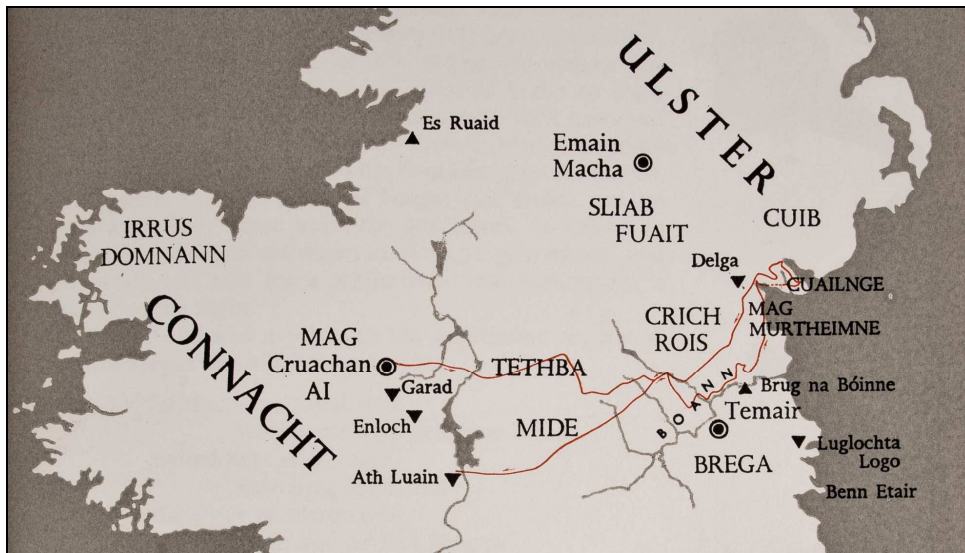 ULSTER
Es Ruaid
Emain
Macha
SLIAB
FUAIT
CUIB
IRRUS
DOMNANN
Delga
CUAILNGE
MAG
MURTHEIMNE
CRICH
ROIS
CONNACHT
MAG
Cruachan
AI
TETHBA
Garad
Enloch
BOANN
Brug na Bóinne
Temair
MIDE
Luglochta
Logo
BREGA
Ath Luain
Benn Etair